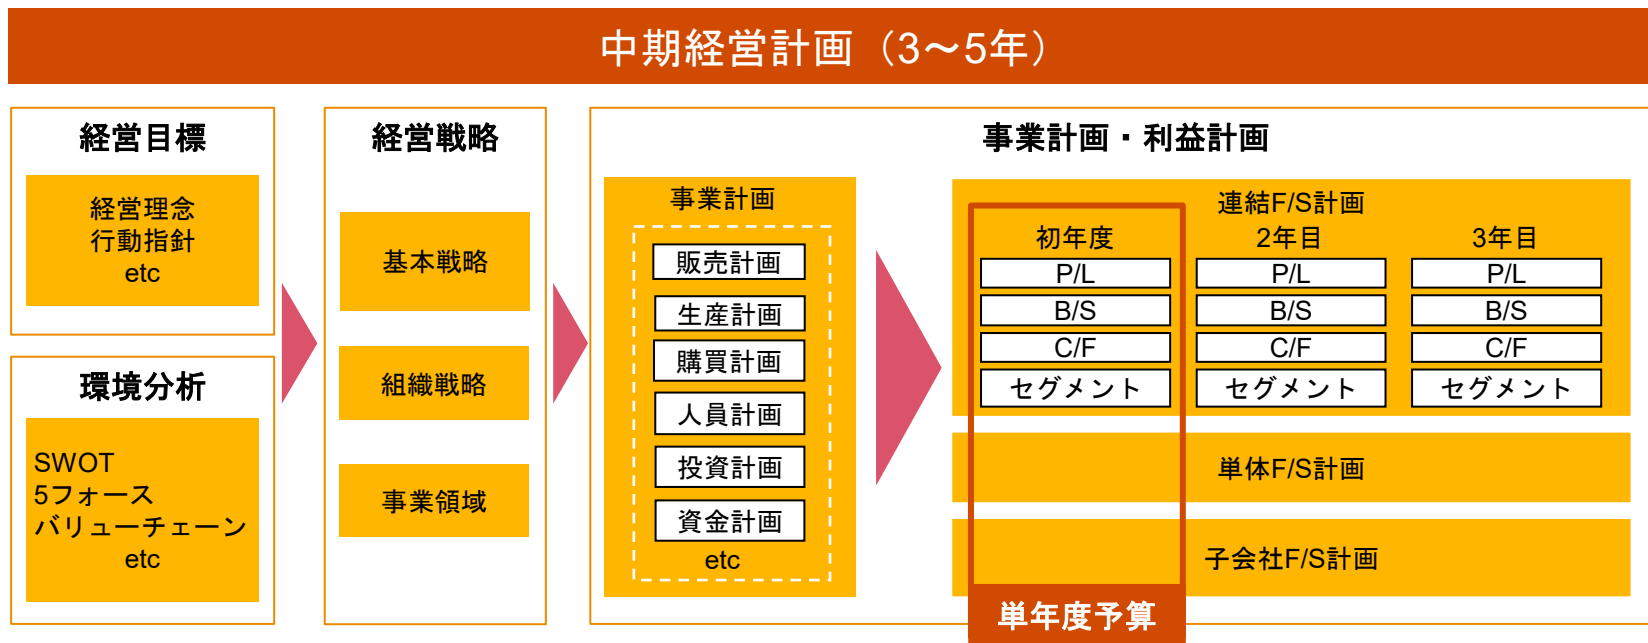 中期経営計画（3～5年）
経営目標
経営理念
行動指針
etc
環境分析
SWOT
5フォース
バリューチェーン
etc
経営戦略
基本戦略
組織戦略
事業領域
事業計画・利益計画
事業計画
販売計画
生産計画
購買計画
人員計画
投資計画
資金計画
etc
連結F/S計画
初年度 2年目 3年目
P/L P/L P/L
B/S B/S B/S
C/F C/F C/F
セグメント セグメント セグメント
単体F/S計画
子会社F/S計画
単年度予算